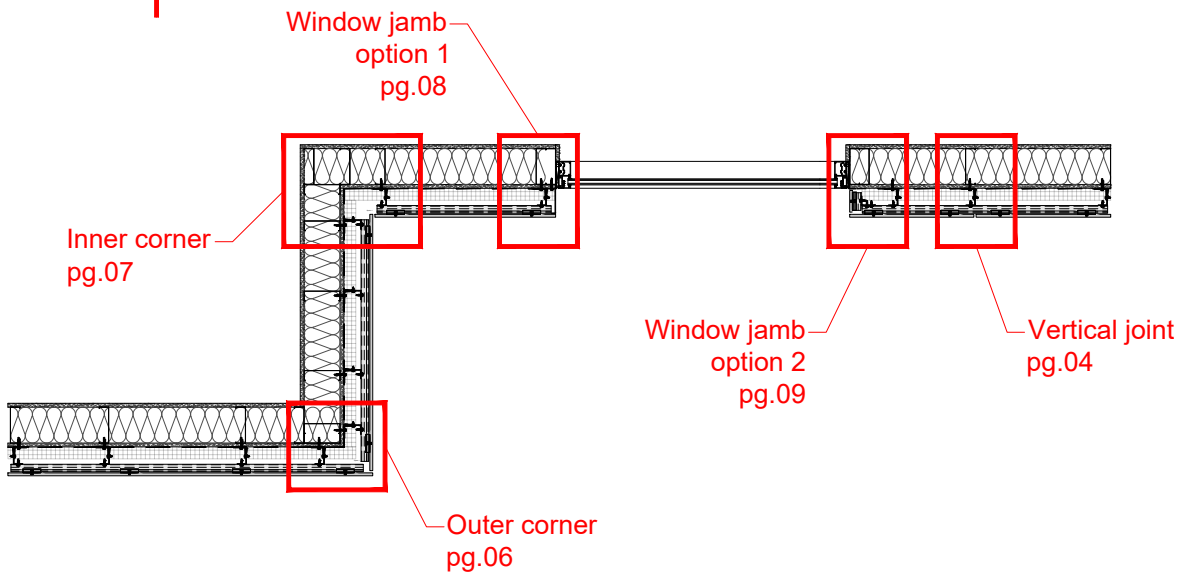 Window jamb
option 1
pg.08
Inner corner
pg.07
Window jamb
option 2
pg.09
Vertical joint
pg.04
Outer corner
pg.06